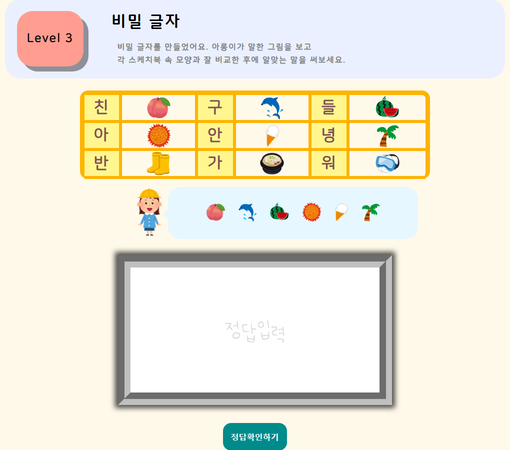 Level 3
비밀 글자
비밀 글자를 만들었어요. 아롱이가 말한 그림을 보고
각 스케치북 속 모양과 잘 비교한 후에 알맞는 말을 써보세요.
친 구 들
아 안 녕
반 가 워
정답입력
정답확인하기